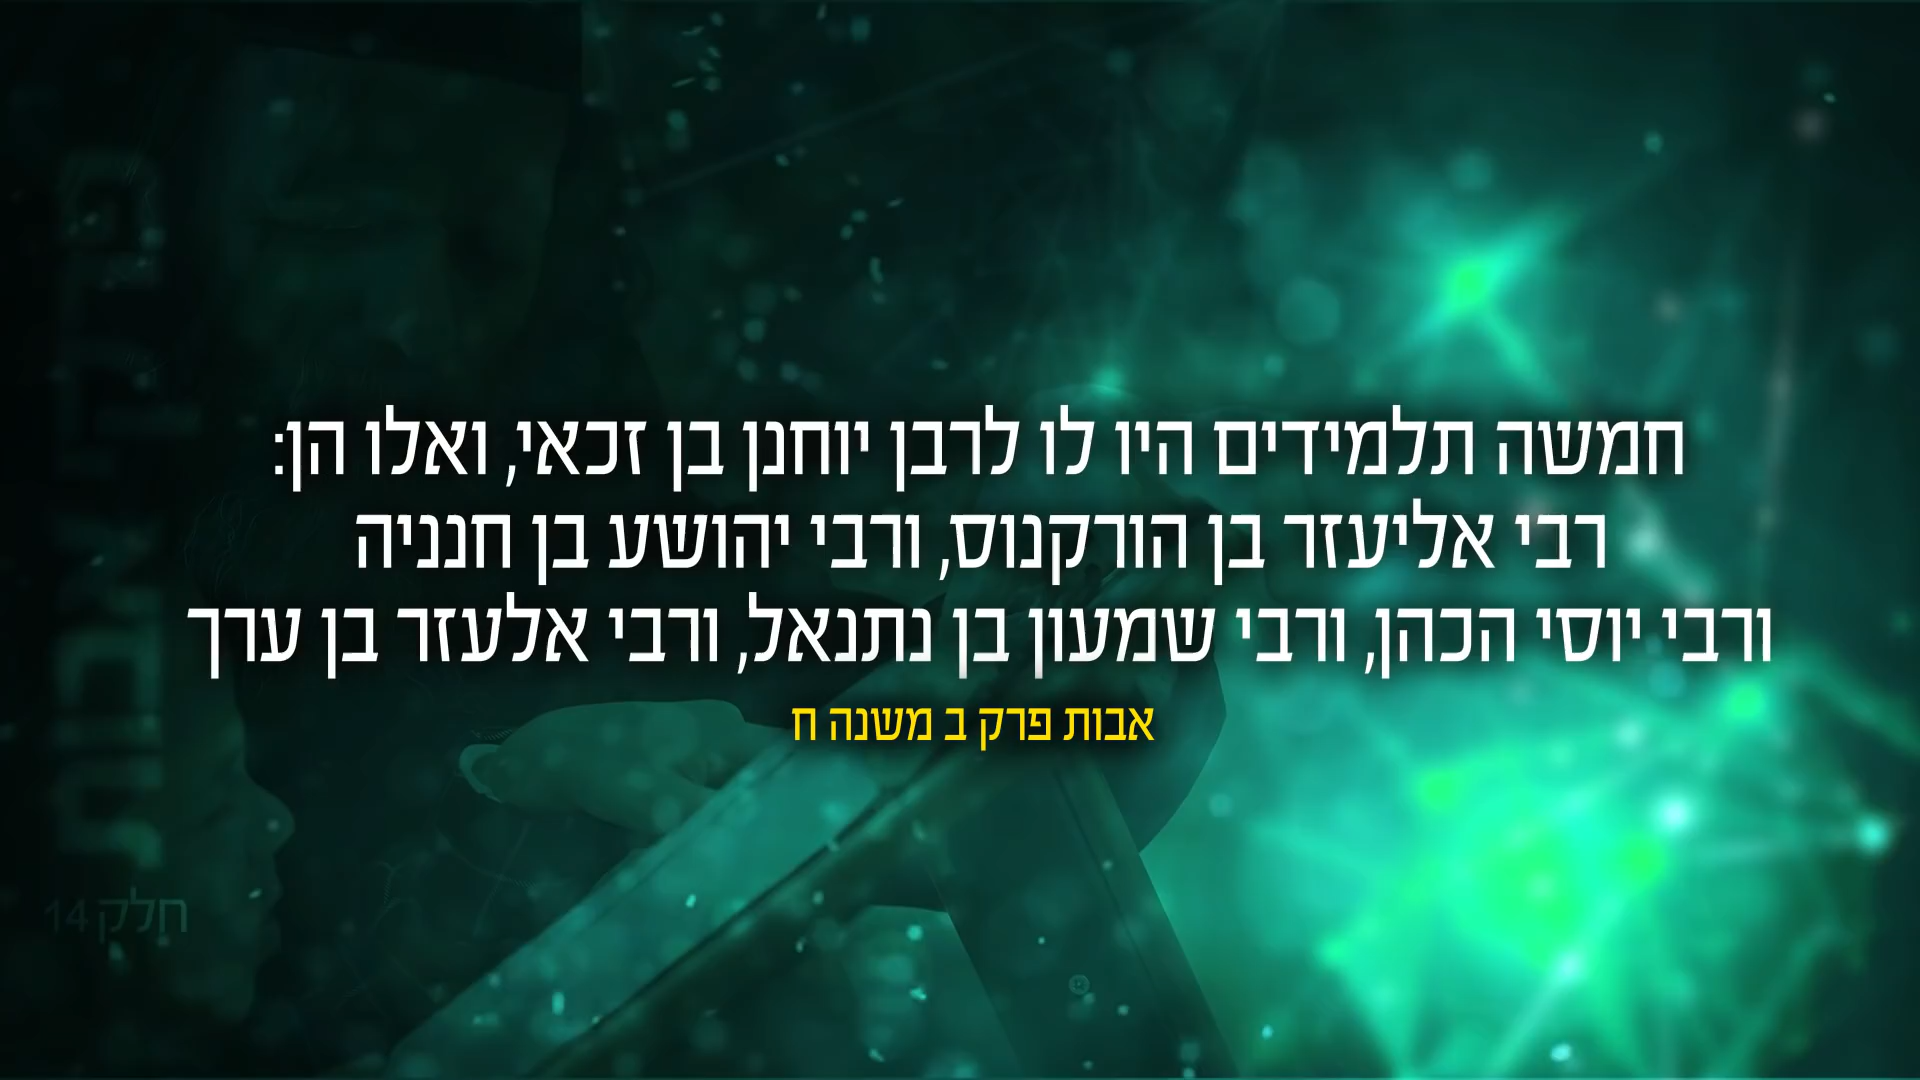 חמשה תלמידים היו לו לרבן יוחנן בן זכאי, ואלו הן:
רבי אליעזר בן הורקנוס, ורבי יהושע בן חנניה
ורבי יוסי הכהן, ורבי שמעון בן נתנאל, ורבי אלעזר בן ערך
אבות פרק ב משנה ח
חלק 14